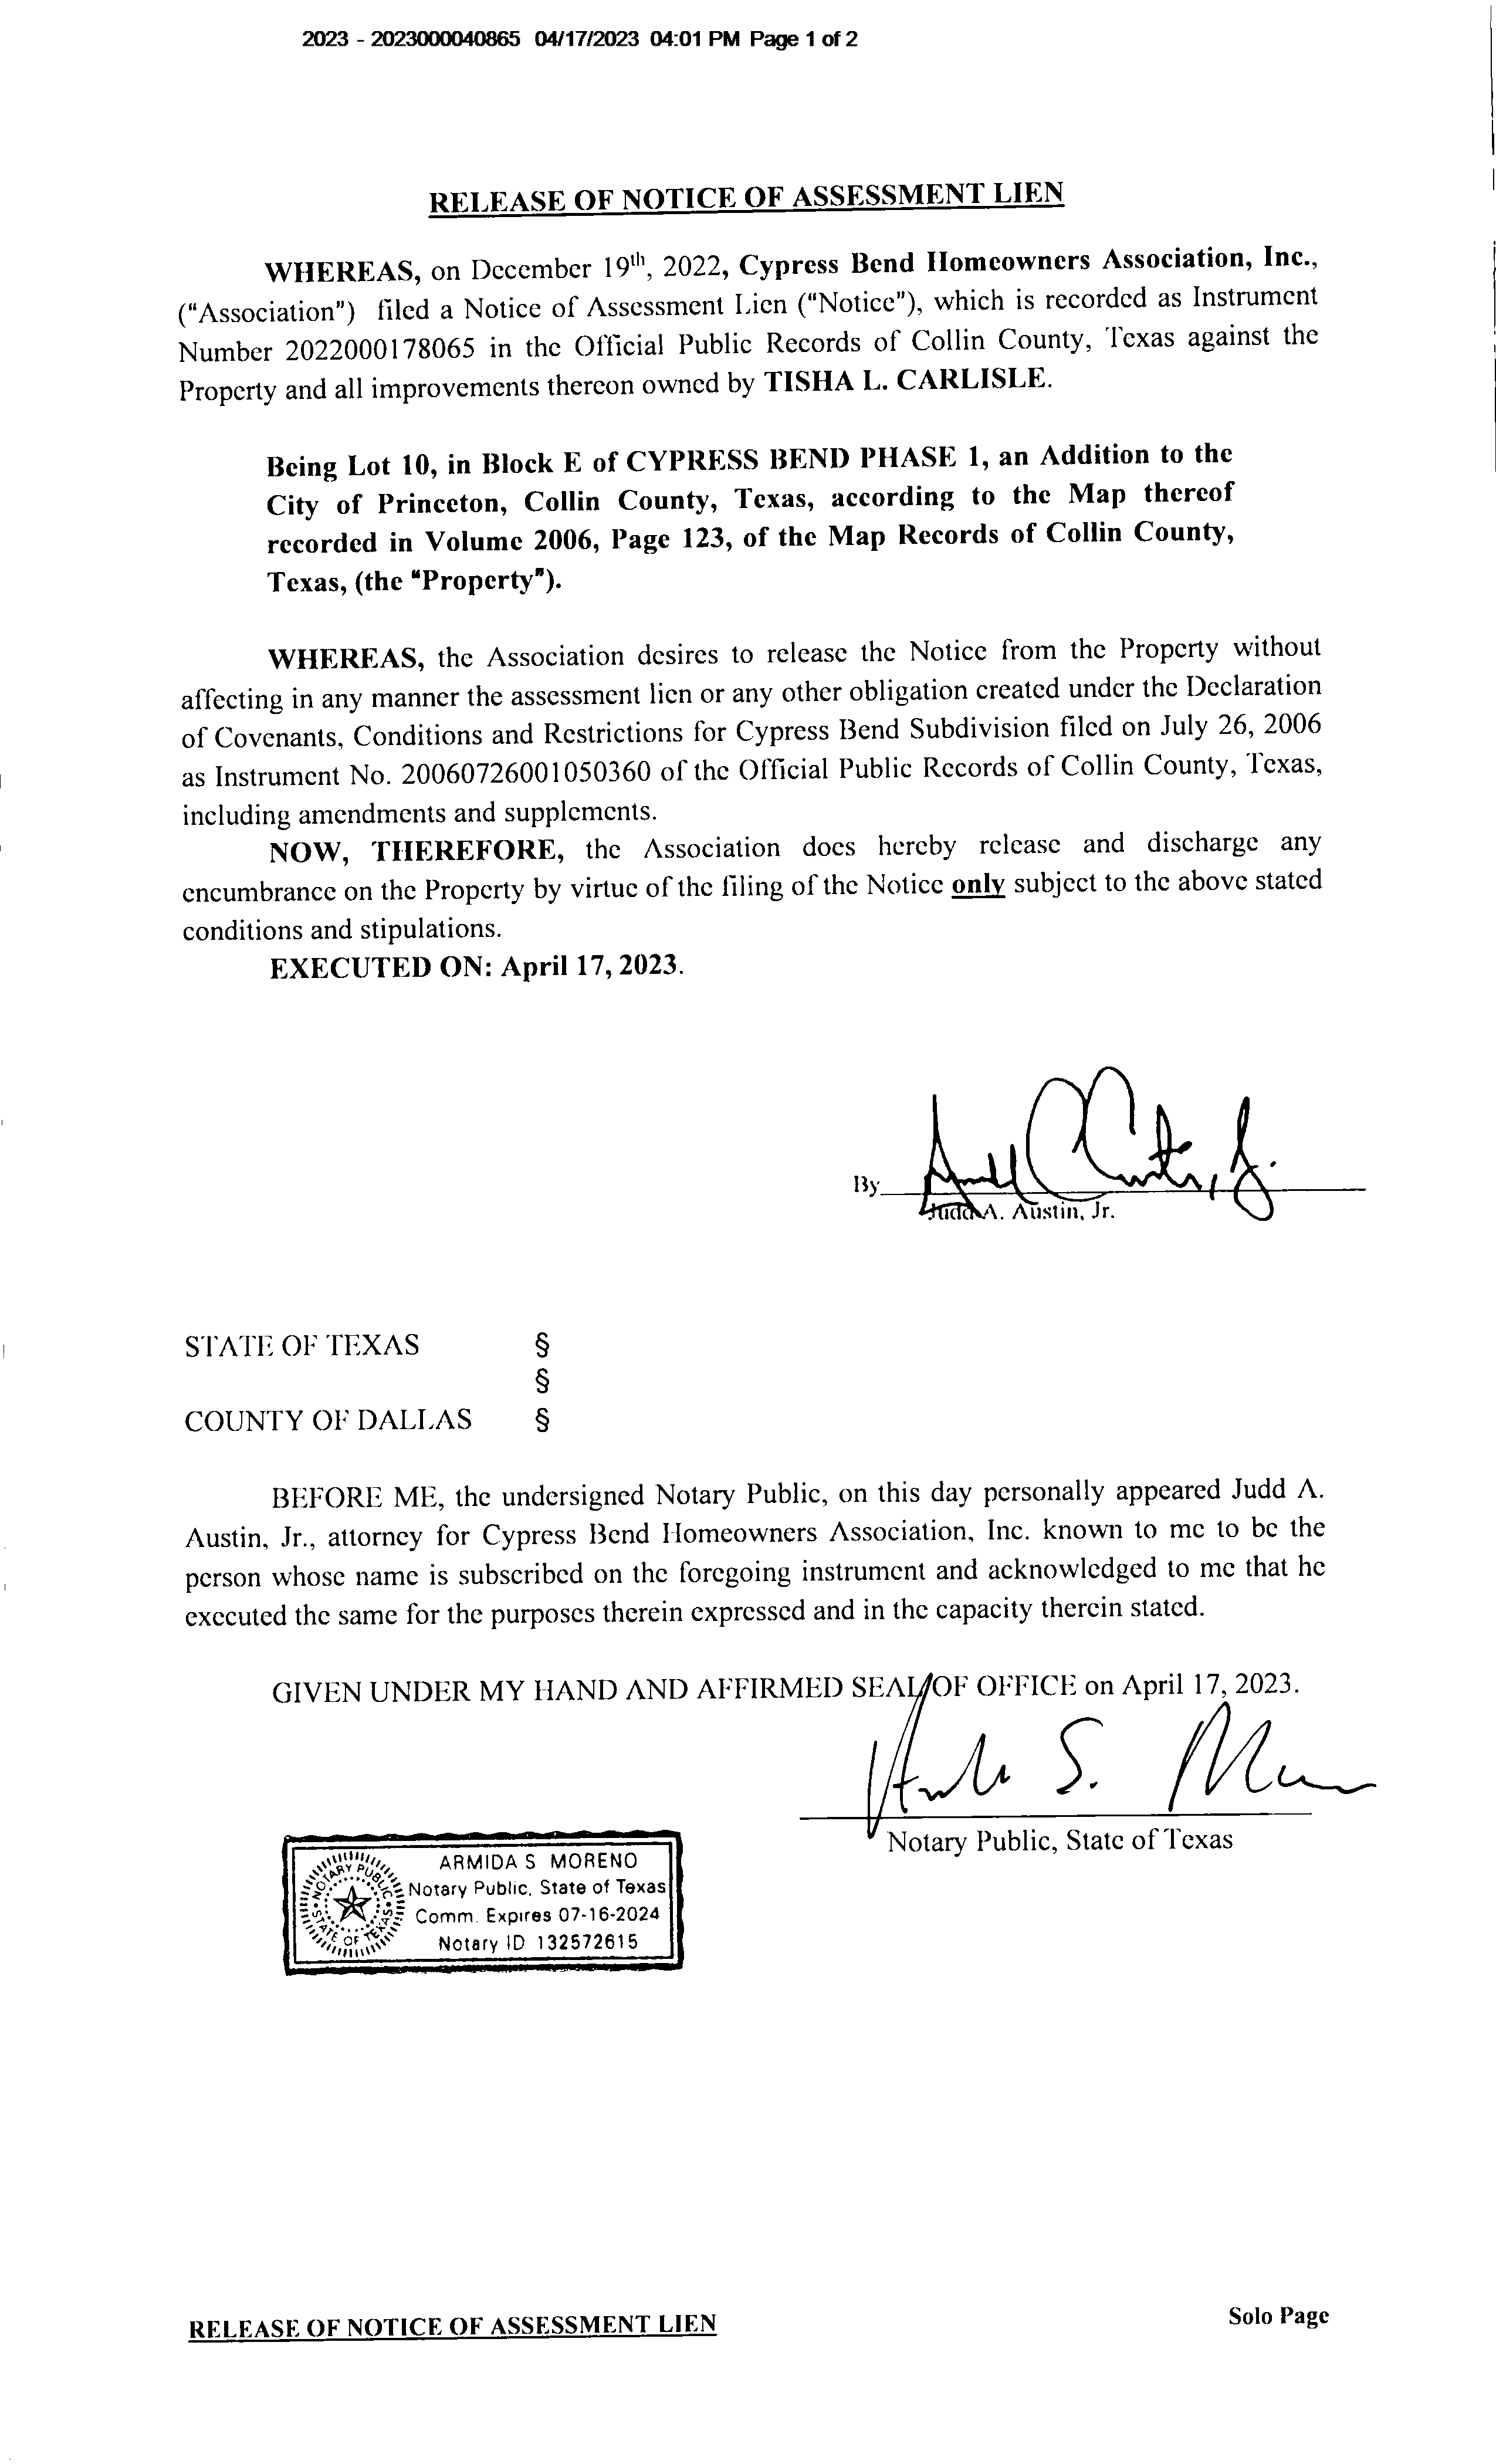 2023 - 2023000040865 04/17/2023 04:01 PM Page 1 of 2
RELEASE OF NOTICE OF ASSESSMENT LIEN
WHEREAS, on December 19th, 2022, Cypress Bend Homeowners Association, Inc.,
("Association") filed a Notice of Assessment Lien ("Notice"), which is recorded as Instrument
Number 2022000178065 in the Official Public Records of Collin County, Texas against the
Property and all improvements thereon owned by TISHA L. CARLISLE.
Being Lot 10, in Block E of CYPRESS BEND PHASE 1, an Addition to the
City of Princeton, Collin County, Texas, according to the Map thereof
recorded in Volume 2006, Page 123, of the Map Records of Collin County,
Texas, (the "Property").
WHEREAS, the Association desires to release the Notice from the Property without
affecting in any manner the assessment lien or any other obligation created under the Declaration
of Covenants, Conditions and Restrictions for Cypress Bend Subdivision filed on July 26, 2006
as Instrument No. 20060726001050360 of the Official Public Records of Collin County, Texas,
including amendments and supplements.
NOW, THEREFORE, the Association does hereby release and discharge any
encumbrance on the Property by virtue of the filing of the Notice only subject to the above stated
conditions and stipulations.
EXECUTED ON: April 17, 2023.
By
Judd A. Austin, Jr.
STATE OF TEXAS §
§
COUNTY OF DALLAS §
BEFORE ME, the undersigned Notary Public, on this day personally appeared Judd A.
Austin, Jr., attorney for Cypress Bend Homeowners Association, Inc. known to me to be the
person whose name is subscribed on the foregoing instrument and acknowledged to me that he
executed the same for the purposes therein expressed and in the capacity therein stated.
GIVEN UNDER MY HAND AND AFFIRMED SEAL OF OFFICE on April 17, 2023.
Notary Public, State of Texas
ARMIDA S MORENO
Notary Public, State of Texas
Comm. Expires 07-16-2024
Notary ID 132572615
NOTARY PUBLIC
STATE OF TEXAS
RELEASE OF NOTICE OF ASSESSMENT LIEN
Solo Page